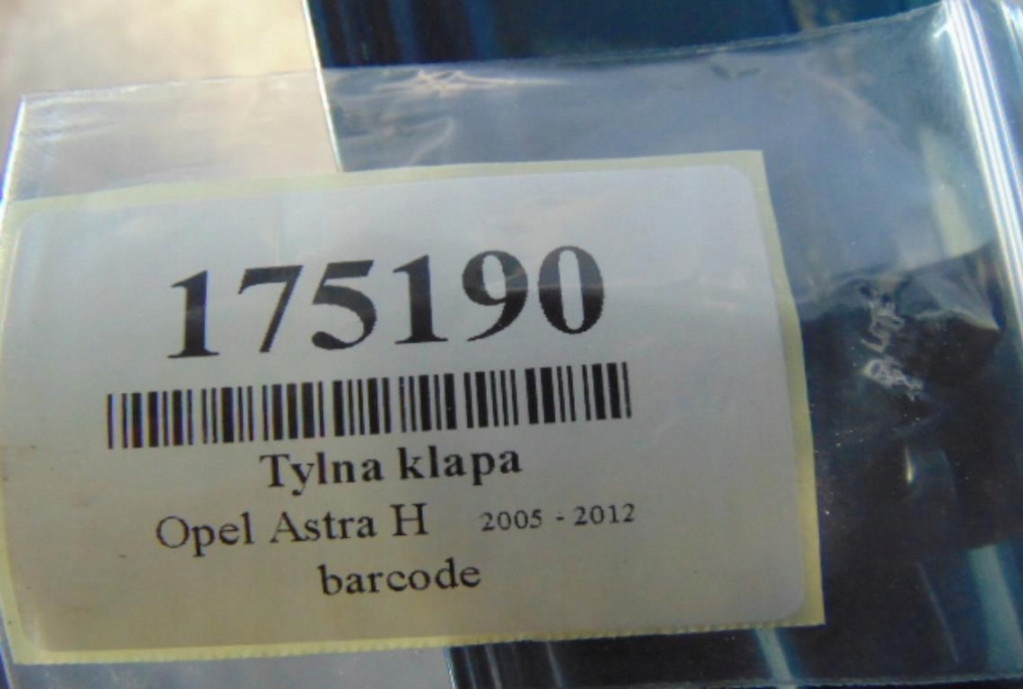 175190
Tylna klapa
Opel Astra H 2005 - 2012
barcode